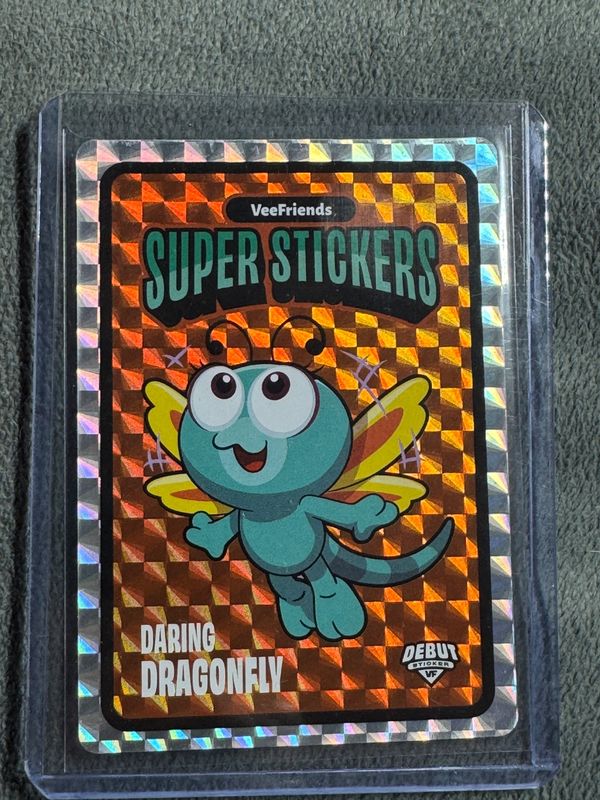 VeeFriends
SUPER STICKERS
DARING
DRAGONFLY
DEBUT
STICKER
VF